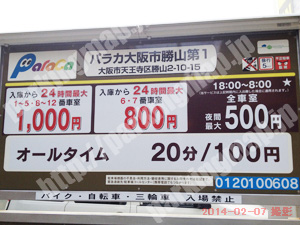 Paraca
パラカ大阪市勝山第1
大阪市天王寺区勝山2-10-15
入庫から24時間最大
1~5・8~12番車室
1,000円
入庫から24時間最大
6・7番車室
800円
18:00~8:00
全車室
夜間最大500円
オールタイム 20分/100円
0120100608
バイク・自転車・三輪車 入場禁止
2014-02-07 撮影